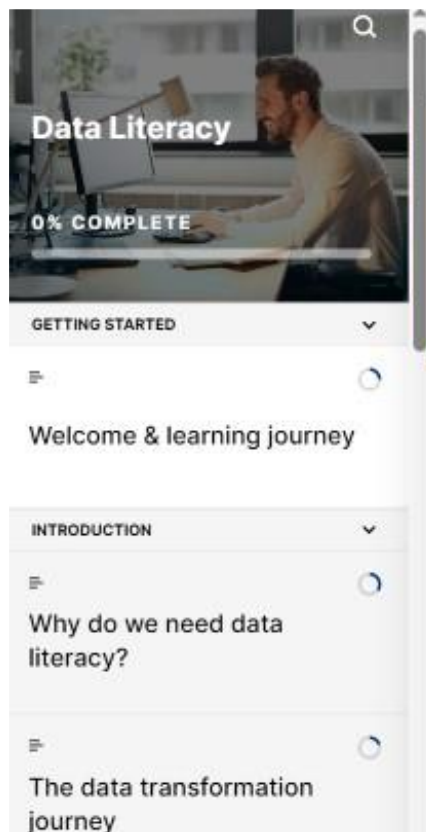 Data Literacy
0% COMPLETE
GETTING STARTED
Welcome & learning journey
INTRODUCTION
Why do we need data
literacy?
The data transformation
journey